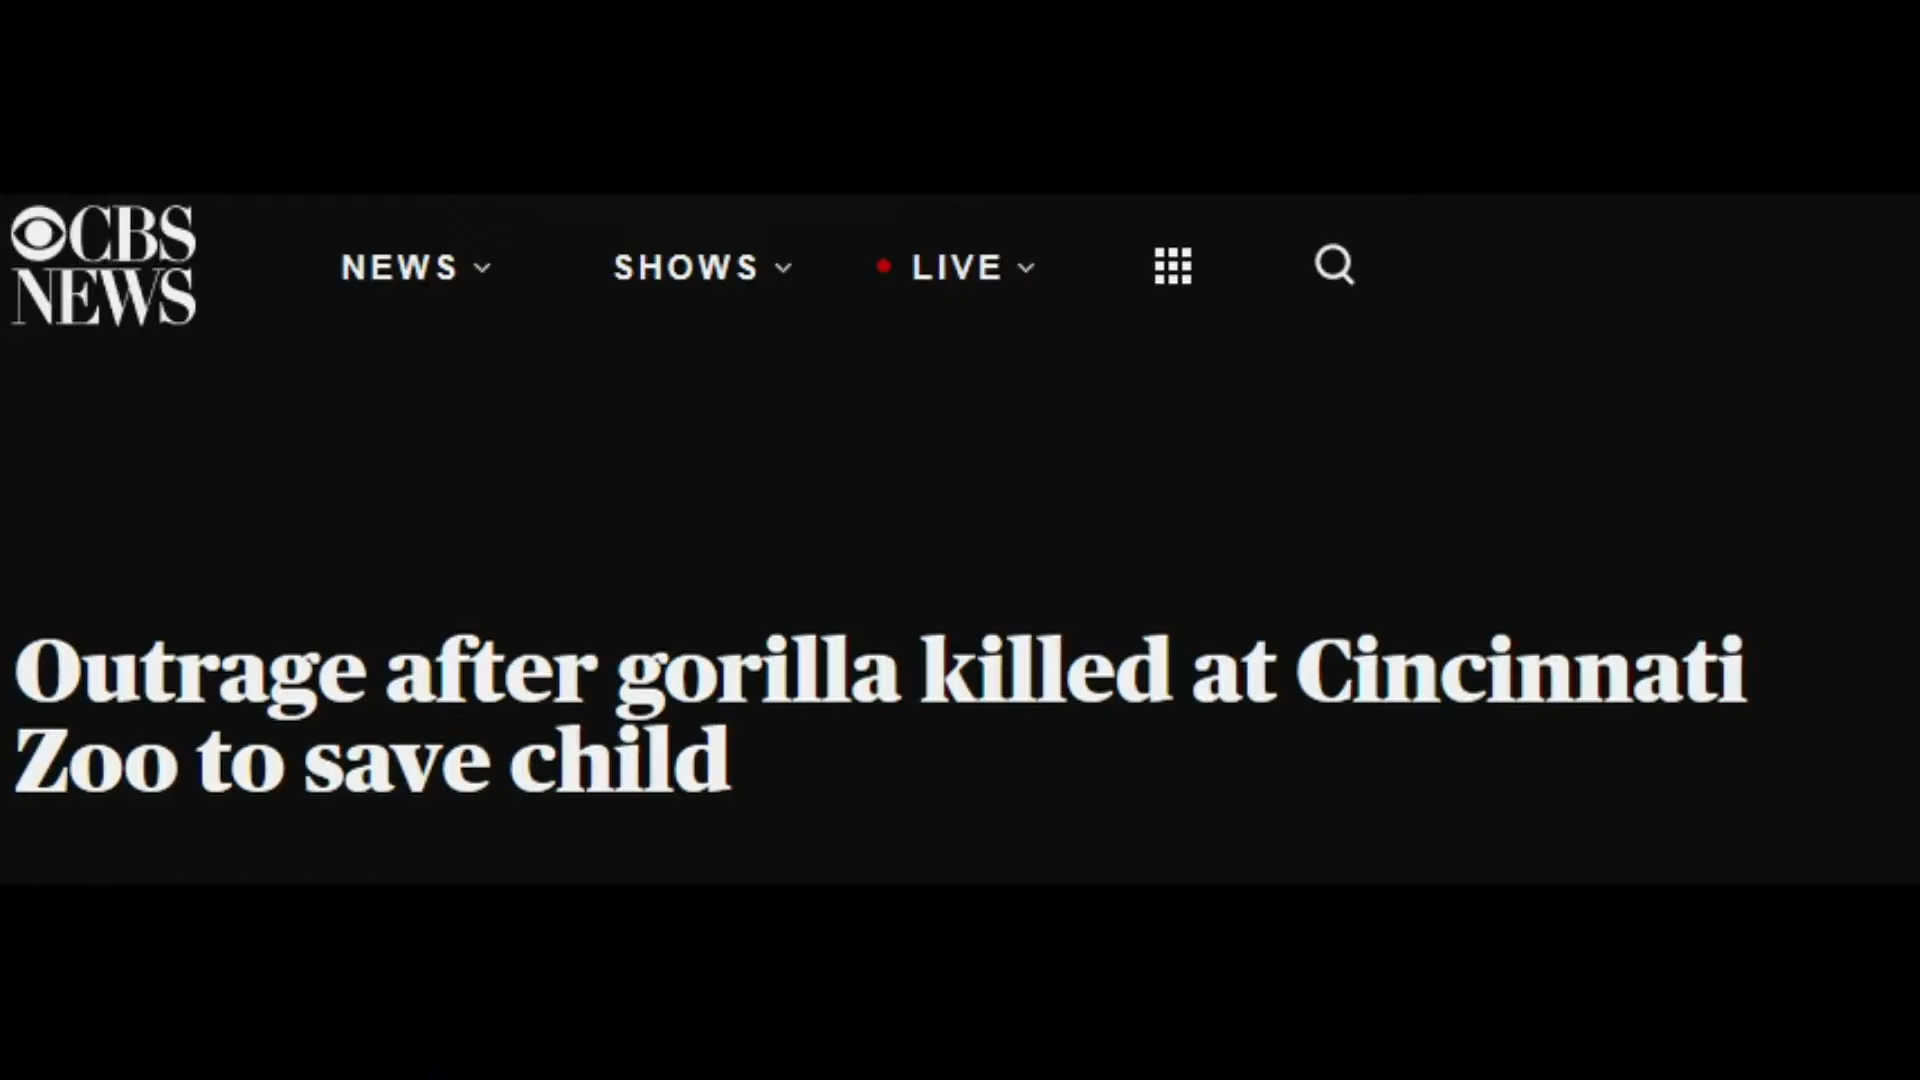 CBS
NEWS
NEWS SHOWS LIVE
Outrage after gorilla killed at Cincinnati
Zoo to save child